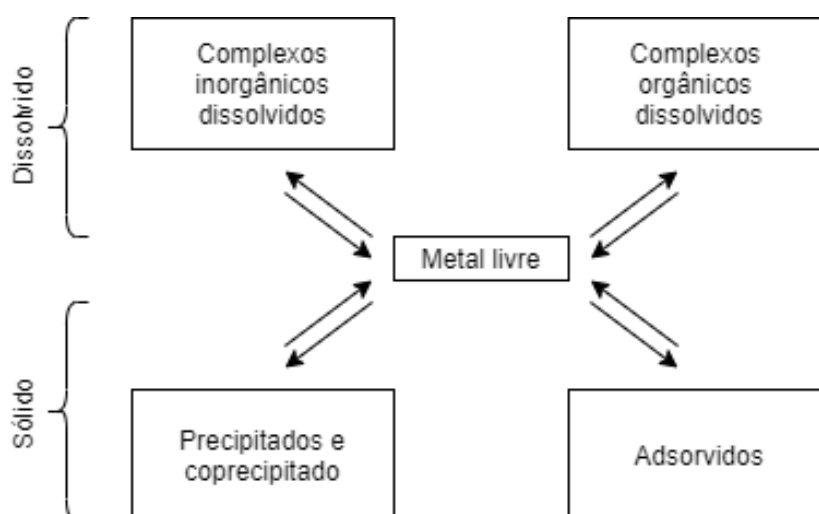 Dissolvido
Complexos
inorgânicos
dissolvidos
Complexos
orgânicos
dissolvidos
Metal livre
Sólido
Precipitados e
coprecipitado
Adsorvidos